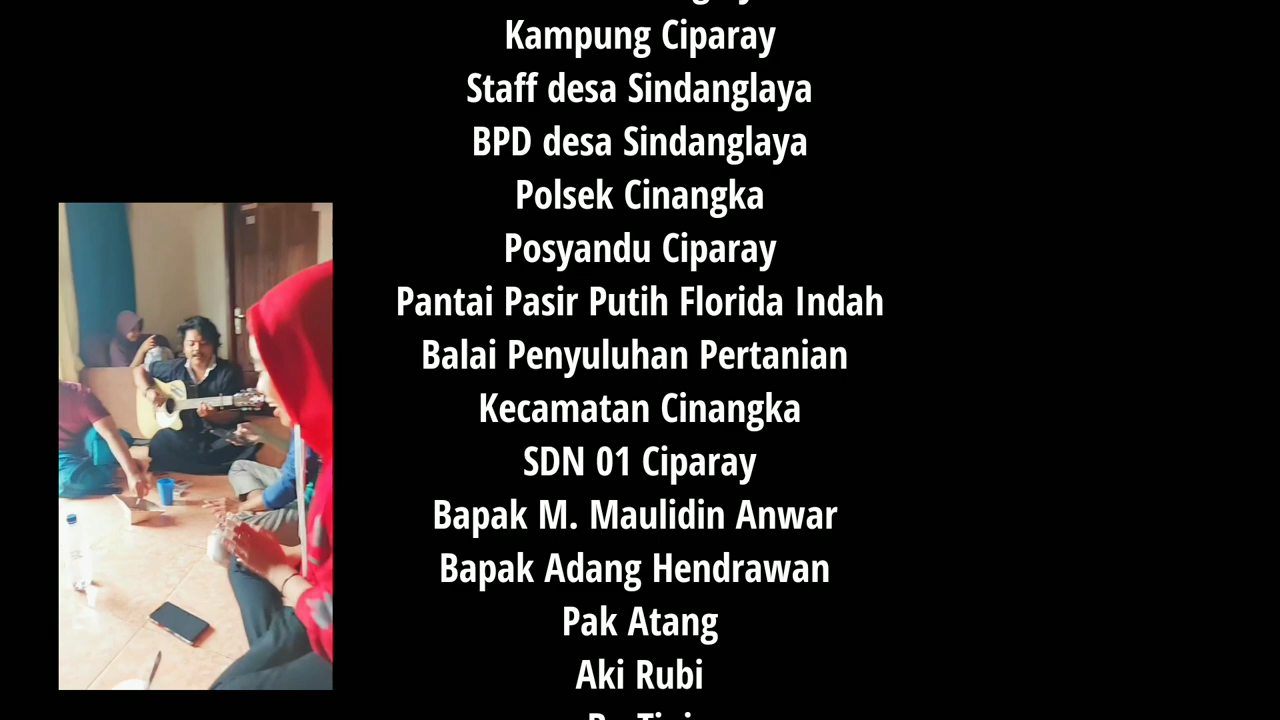 Kampung Ciparay
Staff desa Sindanglaya
BPD desa Sindanglaya
Polsek Cinangka
Posyandu Ciparay
Pantai Pasir Putih Florida Indah
Balai Penyuluhan Pertanian
Kecamatan Cinangka
SDN 01 Ciparay
Bapak M. Maulidin Anwar
Bapak Adang Hendrawan
Pak Atang
Aki Rubi